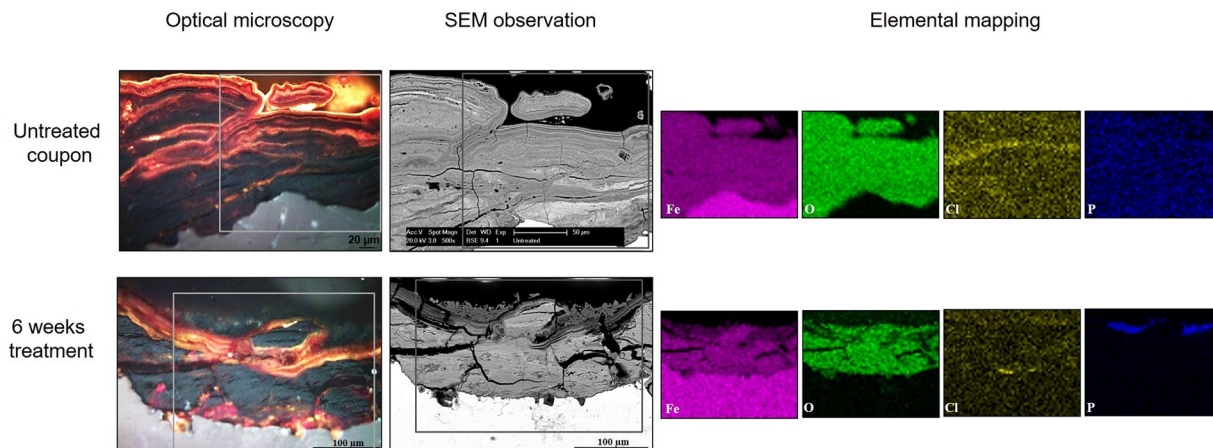 Optical microscopy
SEM observation
Elemental mapping
Untreated
coupon
20 μm
Acc.V Spot Magn Det WD Exp 50 μm
20.0 kV 3.0 500x BSE 9.4 1 Untreated
Fe
O
Cl
P
6 weeks
treatment
100 μm
100 μm
Fe
O
Cl
P